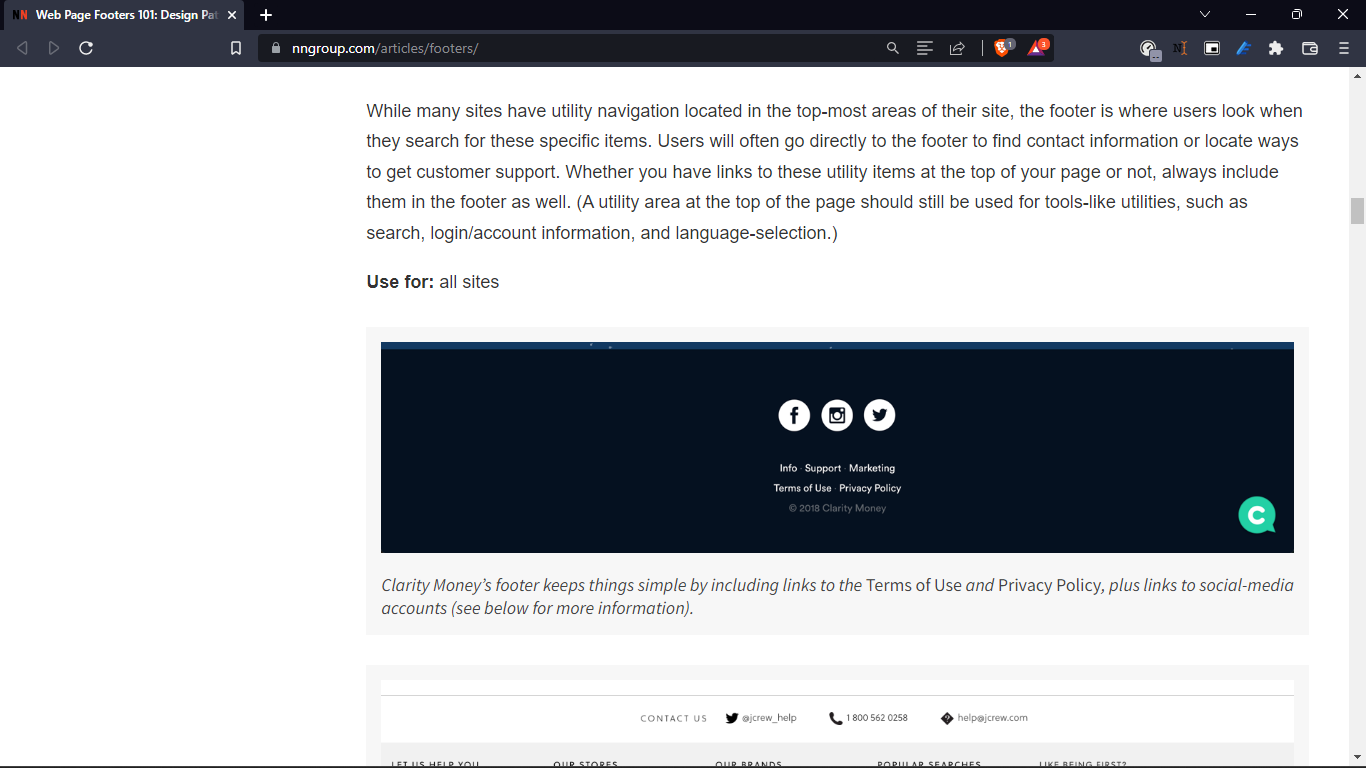 NN Web Page Footers 101: Design Pat
nngroup.com/articles/footers/
1
3
While many sites have utility navigation located in the top-most areas of their site, the footer is where users look when
they search for these specific items. Users will often go directly to the footer to find contact information or locate ways
to get customer support. Whether you have links to these utility items at the top of your page or not, always include
them in the footer as well. (A utility area at the top of the page should still be used for tools-like utilities, such as
search, login/account information, and language-selection.)
Use for: all sites
Info · Support · Marketing
Terms of Use · Privacy Policy
© 2018 Clarity Money
C
Clarity Money’s footer keeps things simple by including links to the Terms of Use and Privacy Policy, plus links to social-media
accounts (see below for more information).
CONTACT US @jcrew_help 1 800 562 0258 help@jcrew.com
LET US HELP YOU OUR STORES OUR BRANDS POPULAR SEARCHES LIKE BEING FIRST?